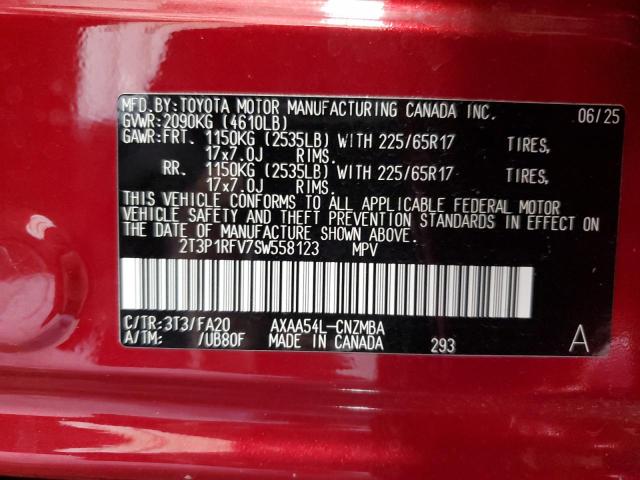 MFD.BY:TOYOTA MOTOR MANUFACTURING CANADA INC. 06/25
GVWR:2090KG (4610LB)
GAWR:FRT. 1150KG (2535LB) WITH 225/65R17 TIRES,
17x7.0J RIMS.
RR. 1150KG (2535LB) WITH 225/65R17 TIRES,
17x7.0J RIMS.
THIS VEHICLE CONFORMS TO ALL APPLICABLE FEDERAL MOTOR
VEHICLE SAFETY AND THEFT PREVENTION STANDARDS IN EFFECT ON
THE DATE OF MANUFACTURE SHOWN ABOVE.
2T3P1RFV7SW558123 MPV
C/TR:3T3/FA20 AXAA54L-CNZMBA
A/TM: /UB80F MADE IN CANADA 293 A